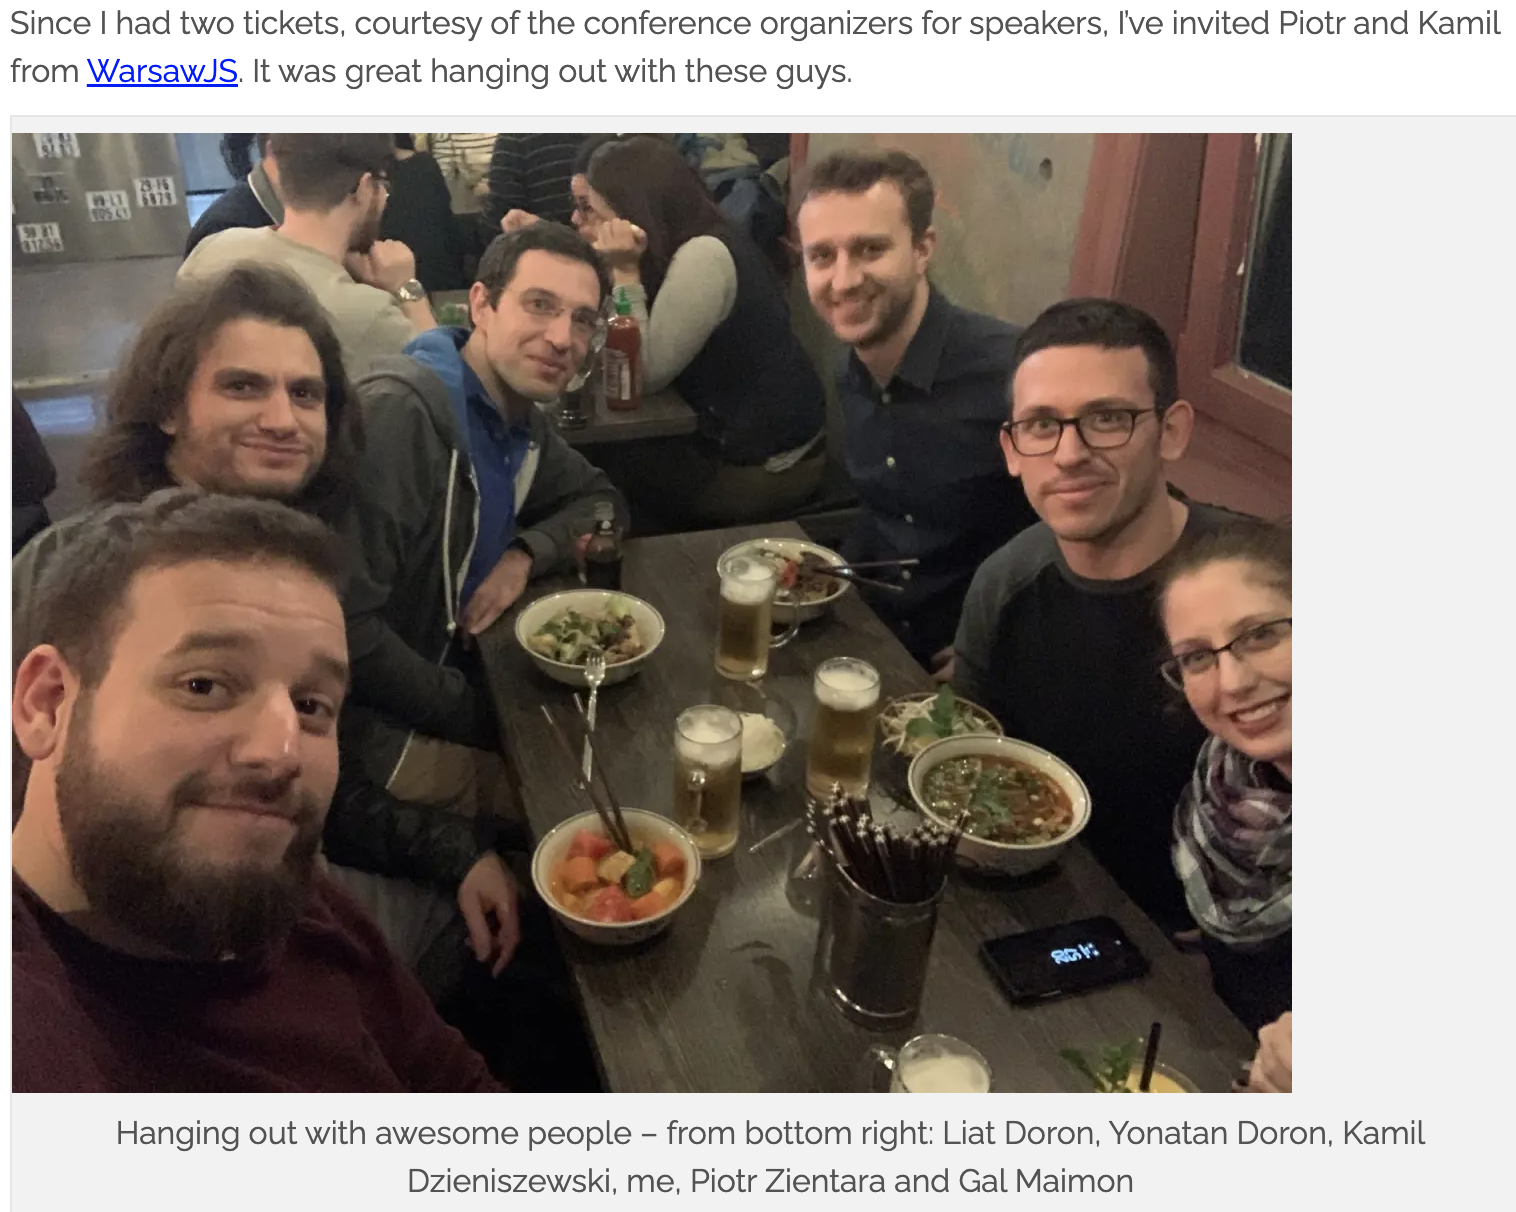 Since I had two tickets, courtesy of the conference organizers for speakers, I've invited Piotr and Kamil
from WarsawJS. It was great hanging out with these guys.
Hanging out with awesome people – from bottom right: Liat Doron, Yonatan Doron, Kamil
Dzieniszewski, me, Piotr Zientara and Gal Maimon